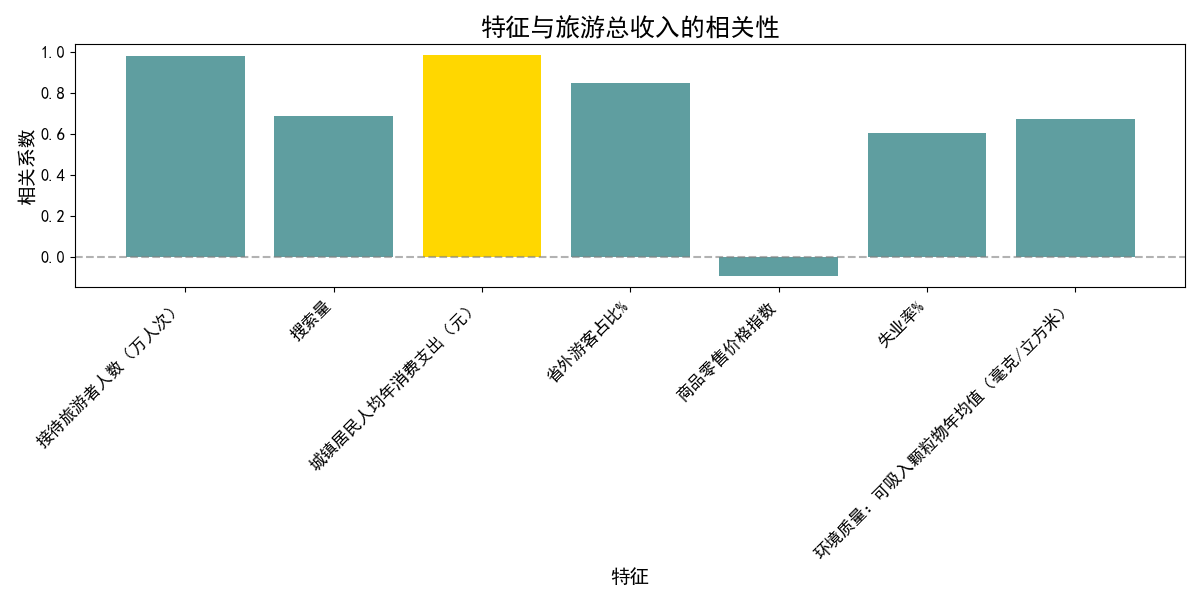 特征与旅游总收入的相关性
相关系数
1.0
0.8
0.6
0.4
0.2
0.0
接待旅游者人数（万人次）
搜索量
城镇居民人均年消费支出（元）
省外游客占比%
商品零售价格指数
失业率%
环境质量：可吸入颗粒物年均值（毫克/立方米）
特征